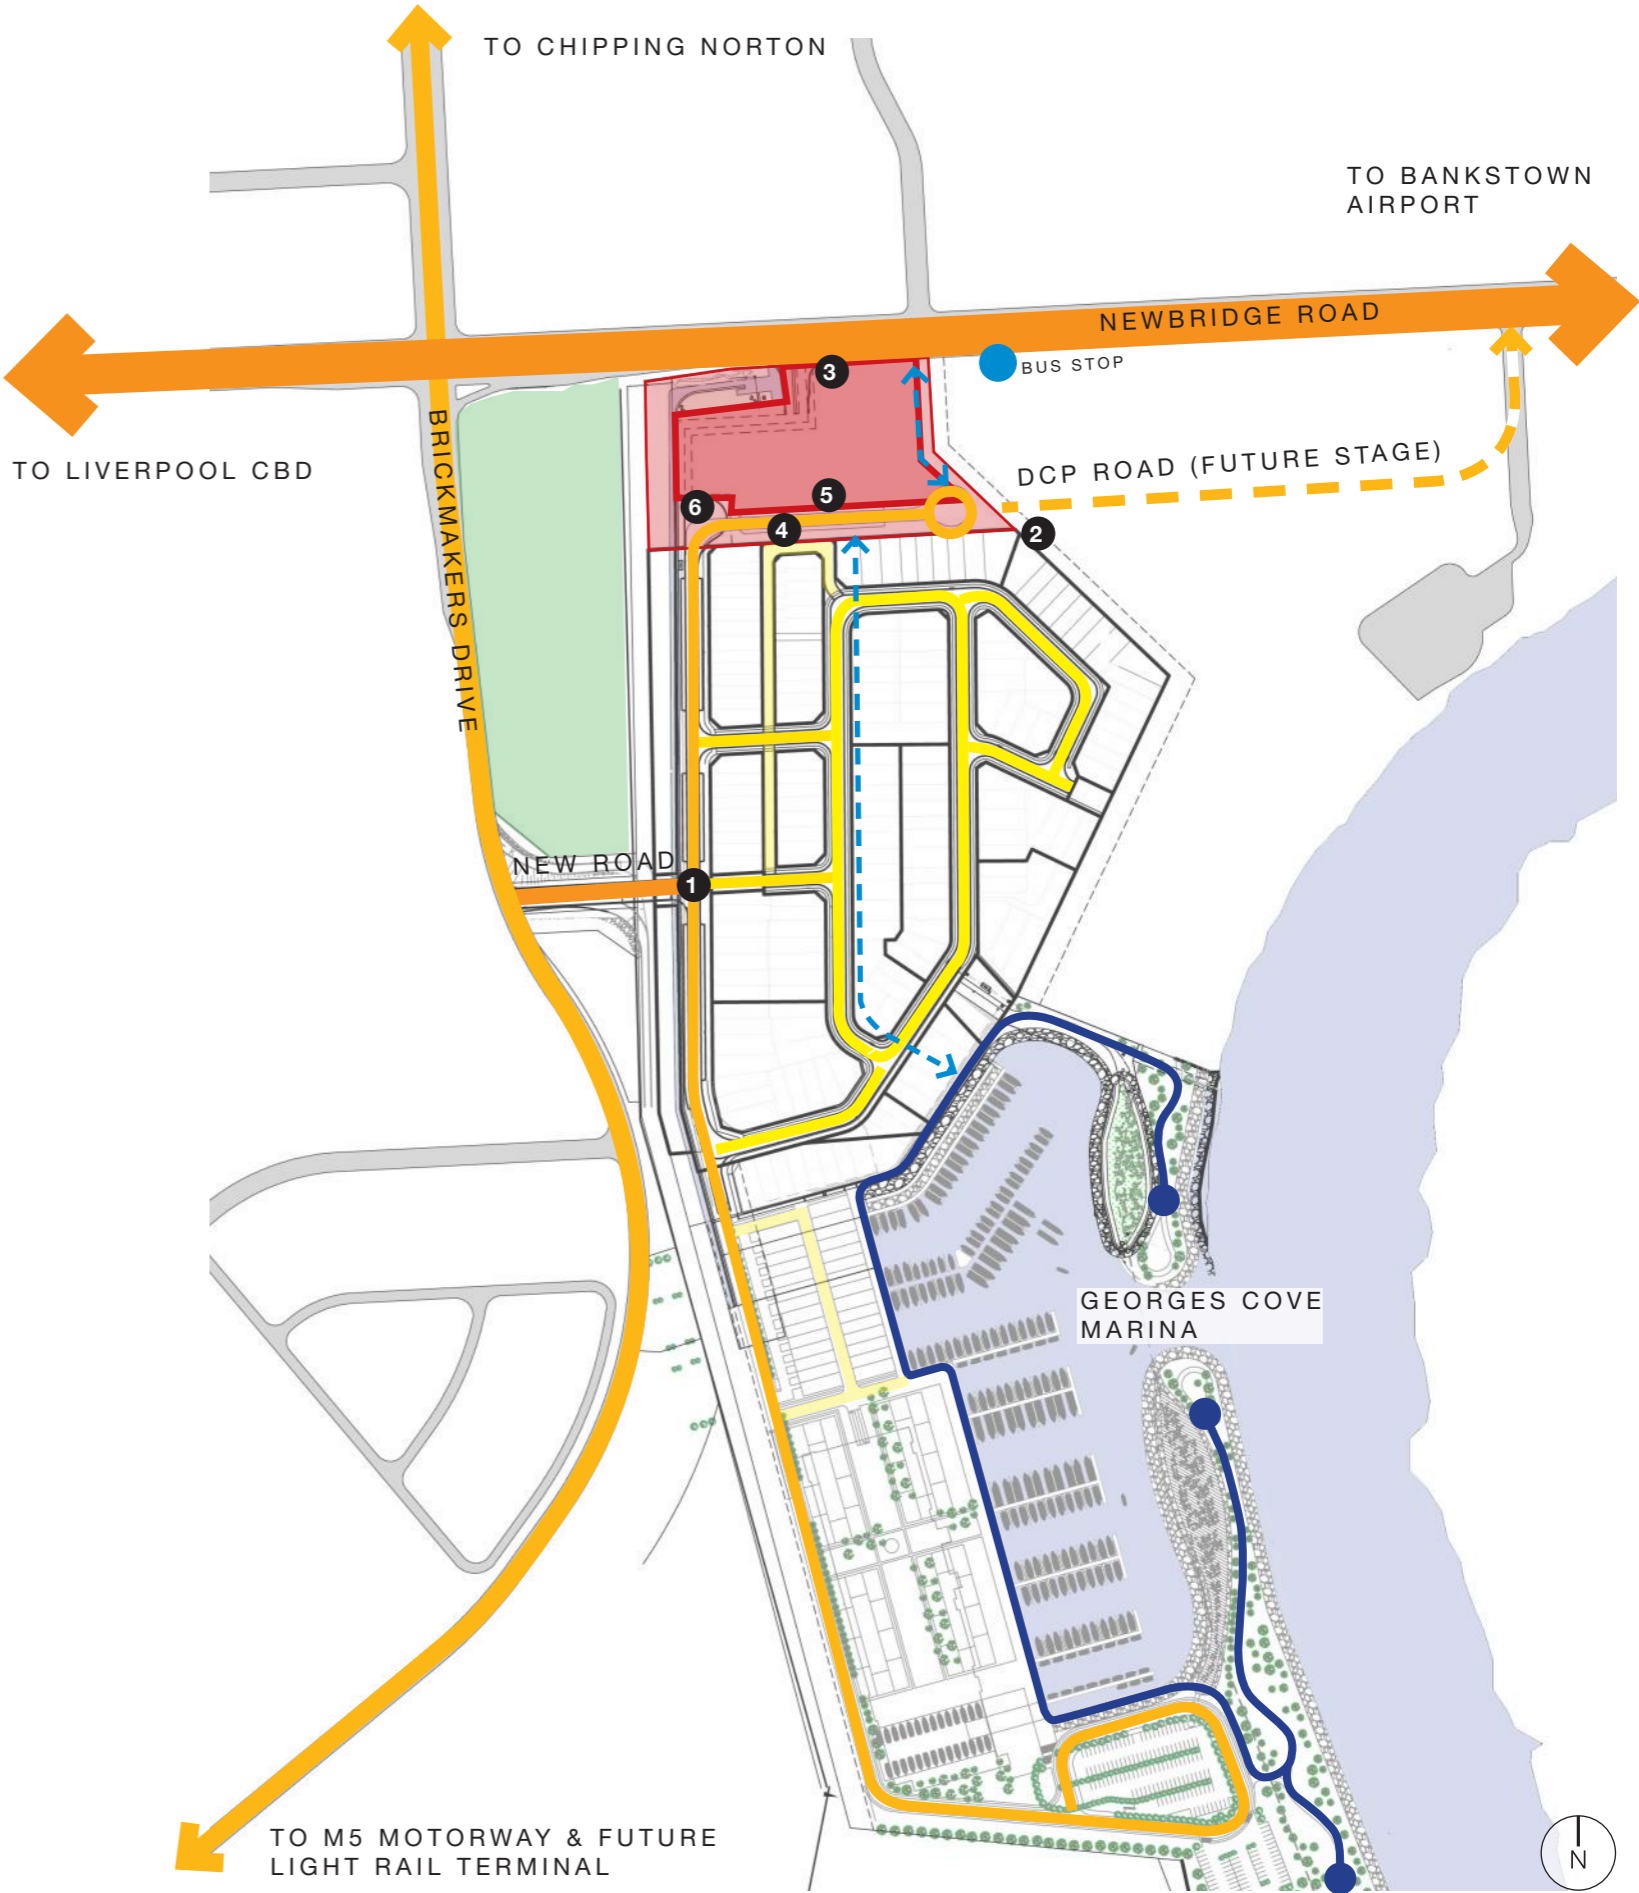 TO CHIPPING NORTON
TO BANKSTOWN
AIRPORT
NEWBRIDGE ROAD
BUS STOP
3
TO LIVERPOOL CBD
BRICKMAKERS DRIVE
DCP ROAD (FUTURE STAGE)
5
6
4
2
NEW ROAD
1
GEORGES COVE
MARINA
TO M5 MOTORWAY & FUTURE
LIGHT RAIL TERMINAL
N